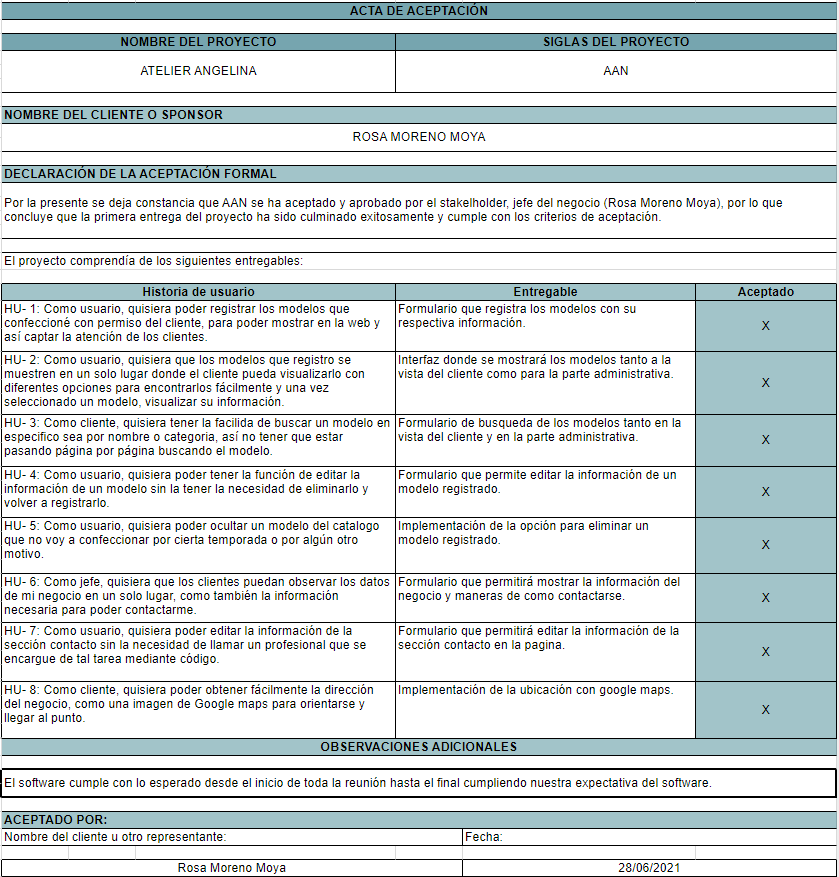 ACTA DE ACEPTACIÓN
NOMBRE DEL PROYECTO
SIGLAS DEL PROYECTO
ATELIER ANGELINA
AAN
NOMBRE DEL CLIENTE O SPONSOR
ROSA MORENO MOYA
DECLARACIÓN DE LA ACEPTACIÓN FORMAL
Por la presente se deja constancia que AAN se ha aceptado y aprobado por el stakelholder, jefe del negocio (Rosa Moreno Moya), por lo que
concluye que la primera entrega del proyecto ha sido culminado exitosamente y cumple con los criterios de aceptación.
El proyecto comprendía de los siguientes entregables:
Historia de usuario
Entregable
Aceptado
HU- 1: Como usuario, quisiera poder registrar los modelos que
confeccioné con permiso del cliente, para poder mostrar en la web y
así captar la atención de los clientes.
Formulario que registra los modelos con su
respectiva información.
X
HU- 2: Como usuario, quisiera que los modelos que registro se
muestren en un solo lugar donde el cliente pueda visualizarlo con
diferentes opciones para encontrarlos fácilmente y una vez
seleccionado un modelo, visualizar su información.
Interfaz donde se mostrará los modelos tanto a la
vista del cliente como para la parte administrativa.
X
HU- 3: Como cliente, quisiera tener la facilida de buscar un modelo en
especifico sea por nombre o categoria, así no tener que estar
pasando página por página buscando el modelo.
Formulario de busqueda de los modelos tanto en la
vista del cliente y en la parte administrativa.
X
HU- 4: Como usuario, quisiera poder tener la función de editar la
información de un modelo sin la tener la necesidad de eliminarlo y
volver a registrarlo.
Formulario que permite editar la información de un
modelo registrado.
X
HU- 5: Como usuario, quisiera poder ocultar un modelo del catalogo
que no voy a confeccionar por cierta temporada o por algún otro
motivo.
Implementación de la opción para eliminar un
modelo registrado.
X
HU- 6: Como jefe, quisiera que los clientes puedan observar los datos
de mi negocio en un solo lugar, como también la información
necesaria para poder contactarme.
Formulario que permitirá mostrar la información del
negocio y maneras de como contactarse.
X
HU- 7: Como usuario, quisiera poder editar la información de la
sección contacto sin la necesidad de llamar un profesional que se
encargue de tal tarea mediante código.
Formulario que permitirá editar la información de la
sección contacto en la pagina.
X
HU- 8: Como cliente, quisiera poder obtener fácilmente la dirección
del negocio, como una imagen de Google maps para orientarse y
llegar al punto.
Implementación de la ubicación con google maps.
X
OBSERVACIONES ADICIONALES
El software cumple con lo esperado desde el inicio de toda la reunión hasta el final cumpliendo nuestra expectativa del software.
ACEPTADO POR:
Nombre del cliente u otro representante:
Fecha:
Rosa Moreno Moya
28/06/2021